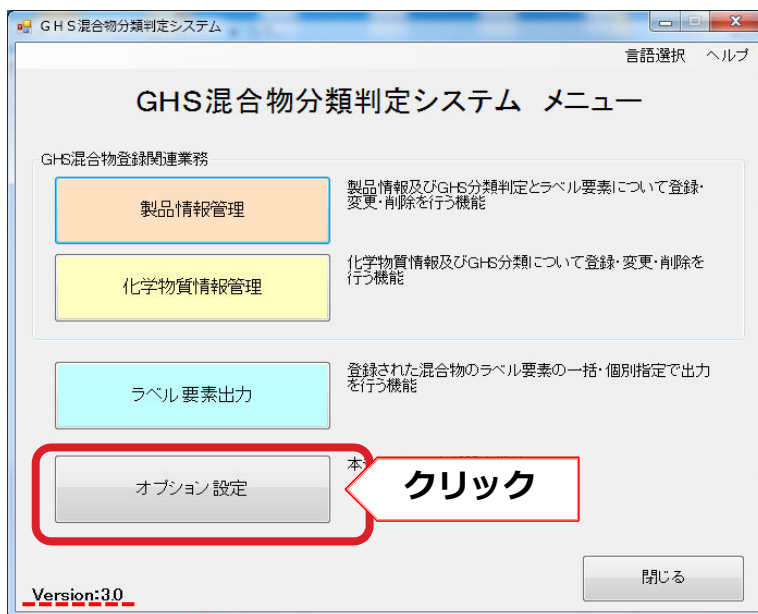 GHS混合物分類判定システム
言語選択 ヘルプ
GHS混合物分類判定システム メニュー
GHS混合物登録関連業務
製品情報管理
製品情報及びGHS分類判定とラベル要素について登録・
変更・削除を行う機能
化学物質情報管理
化学物質情報及びGHS分類について登録・変更・削除を
行う機能
ラベル要素出力
登録された混合物のラベル要素の一括・個別指定で出力
を行う機能
オプション設定
本
クリック
閉じる
Version:3.0